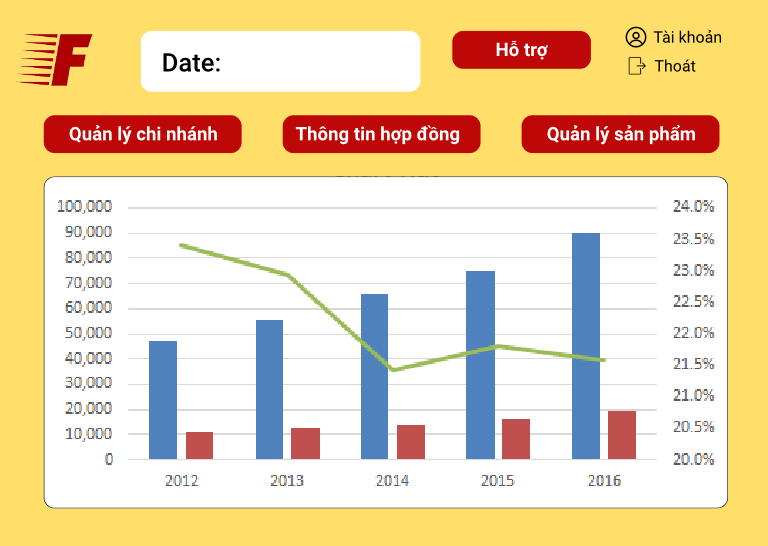 F
Date:
Hỗ trợ
Tài khoản
Thoát
Quản lý chi nhánh
Thông tin hợp đồng
Quản lý sản phẩm
100,000
90,000
80,000
70,000
60,000
50,000
40,000
30,000
20,000
10,000
0
24.0%
23.5%
23.0%
22.5%
22.0%
21.5%
21.0%
20.5%
20.0%
2012 2013 2014 2015 2016